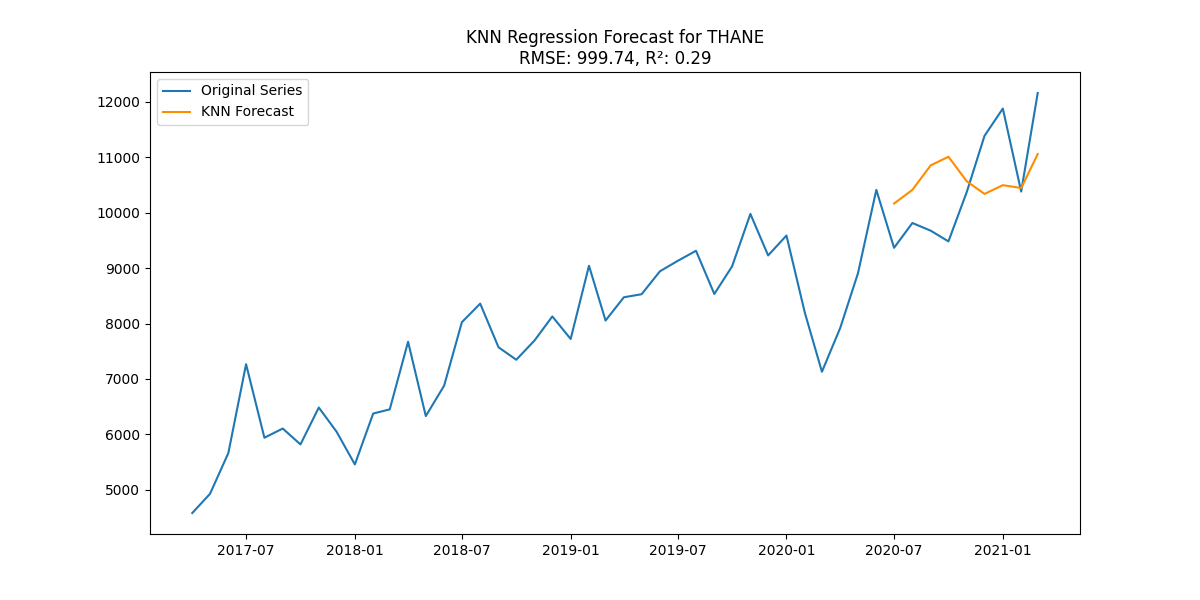 KNN Regression Forecast for THANE
RMSE: 999.74, R²: 0.29
Original Series
KNN Forecast
12000
11000
10000
9000
8000
7000
6000
5000
2017-07 2018-01 2018-07 2019-01 2019-07 2020-01 2020-07 2021-01